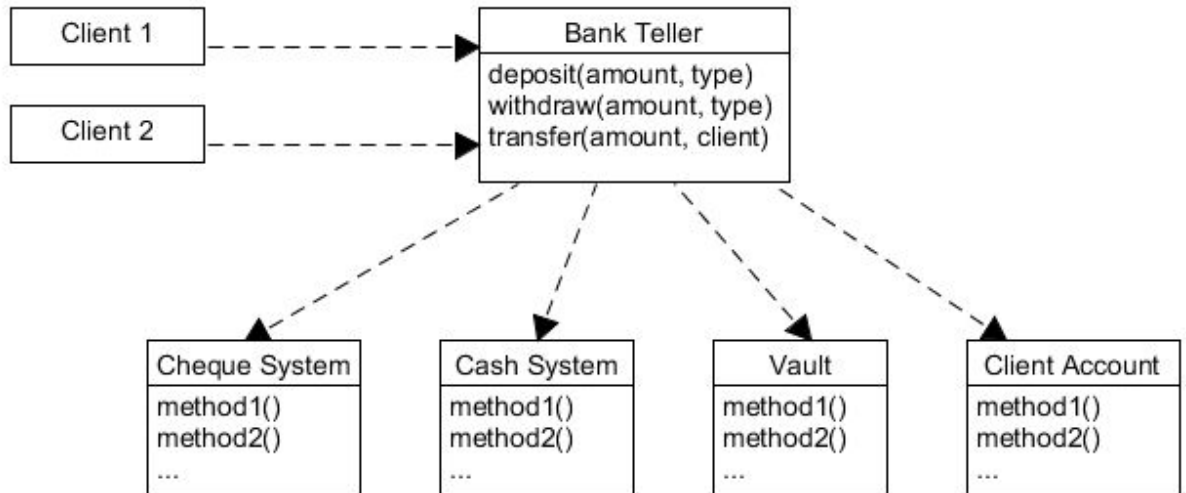 Client 1
Client 2
Bank Teller
deposit(amount, type)
withdraw(amount, type)
transfer(amount, client)
Cheque System
method1()
method2()
...
Cash System
method1()
method2()
...
Vault
method1()
method2()
...
Client Account
method1()
method2()
...